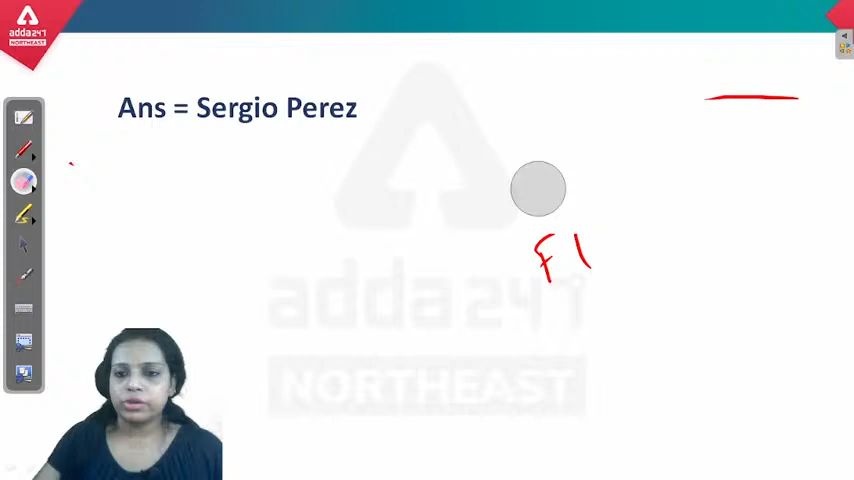 adda247
NORTHEAST
Ans = Sergio Perez
F1
adda247
NORTHEAST